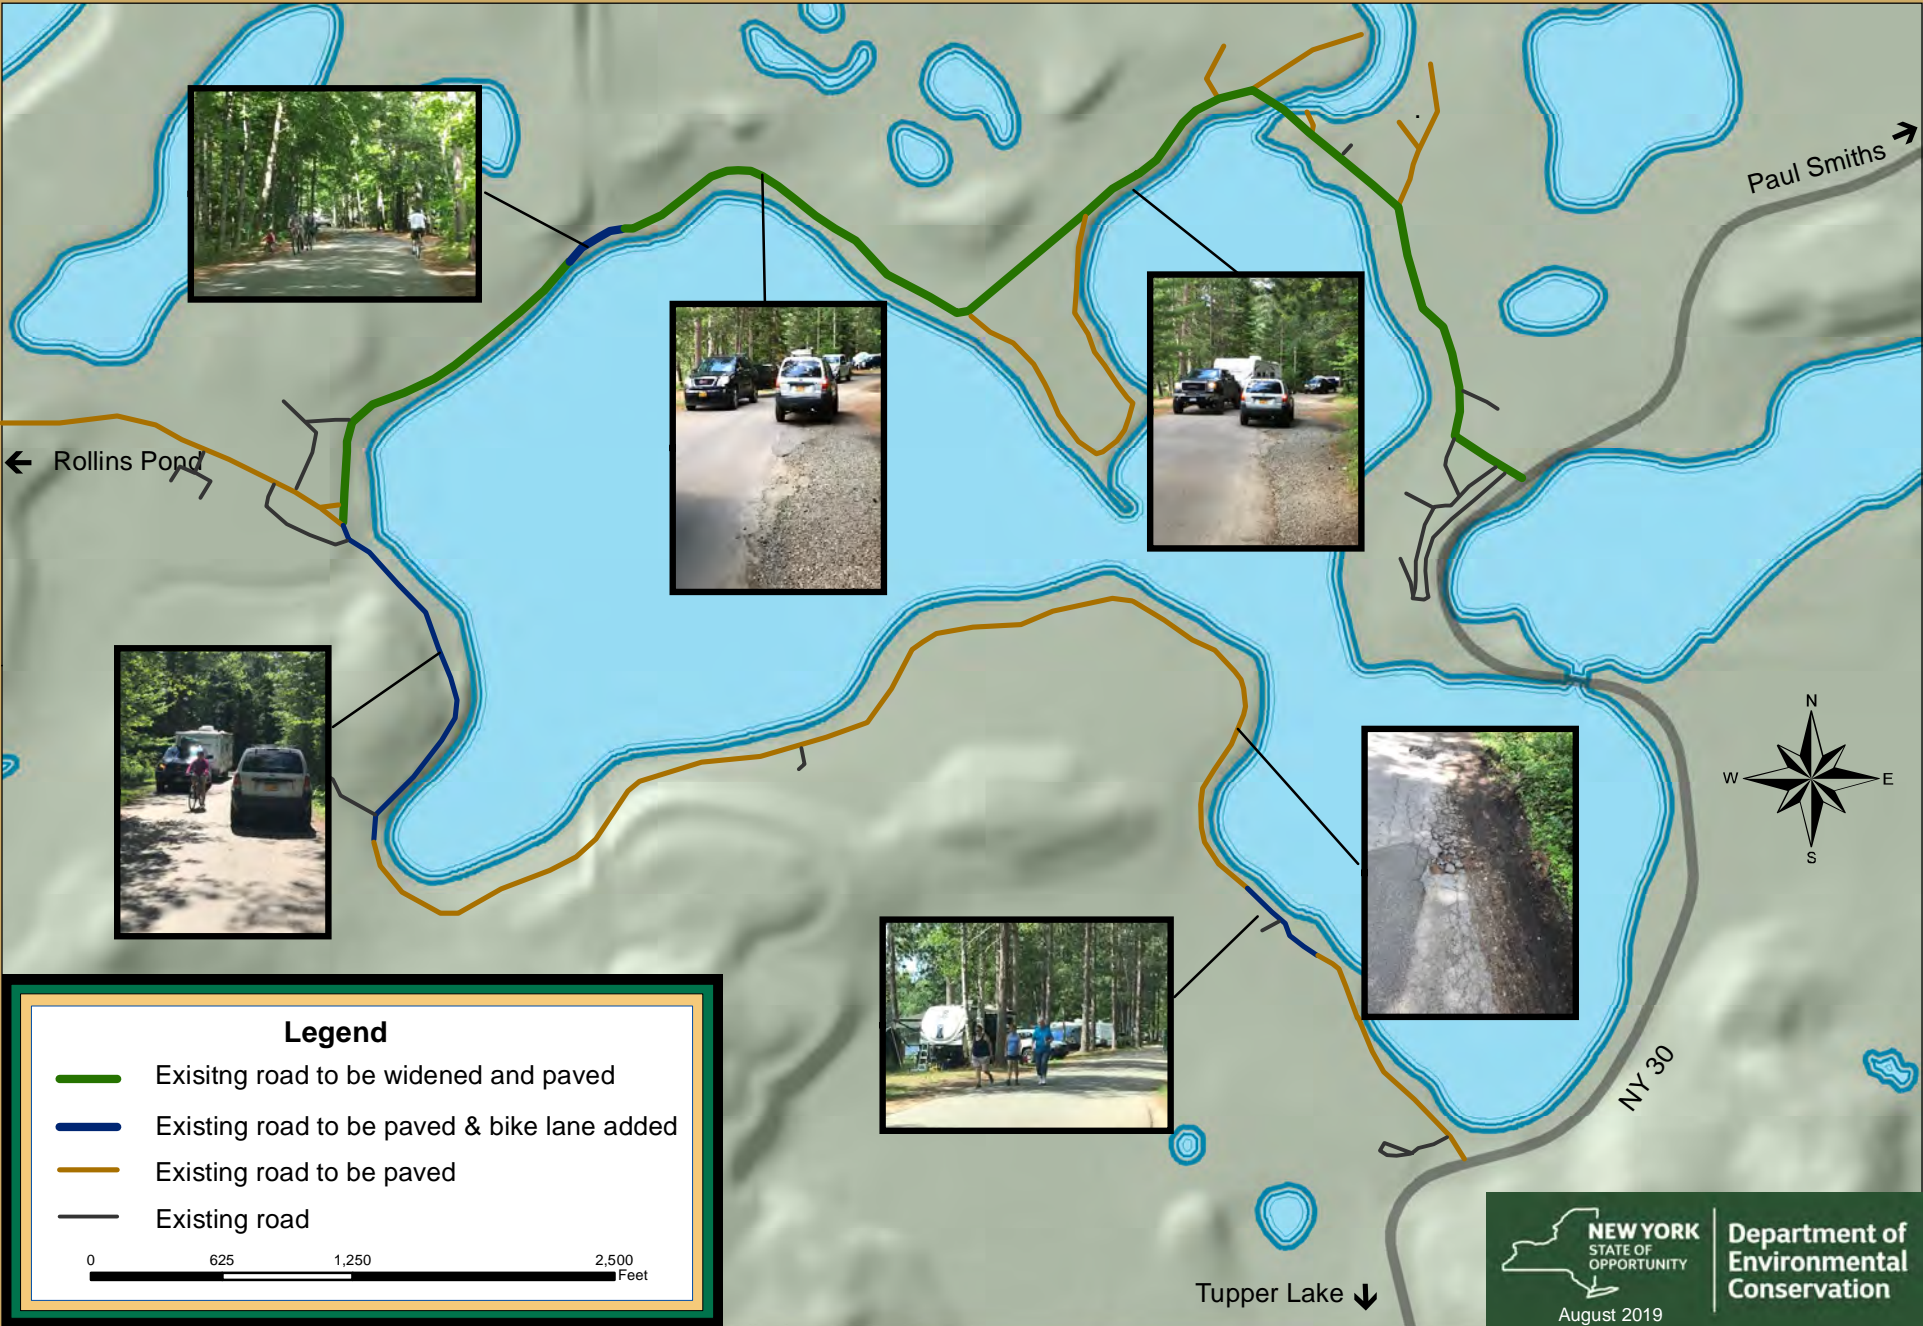 Paul Smiths
Rollins Pond
N
W
E
S
NY 30
Tupper Lake
Legend
Exisitng road to be widened and paved
Existing road to be paved & bike lane added
Existing road to be paved
Existing road
0 625 1,250 2,500
Feet
NEW YORK
STATE OF
OPPORTUNITY
Department of
Environmental
Conservation
August 2019